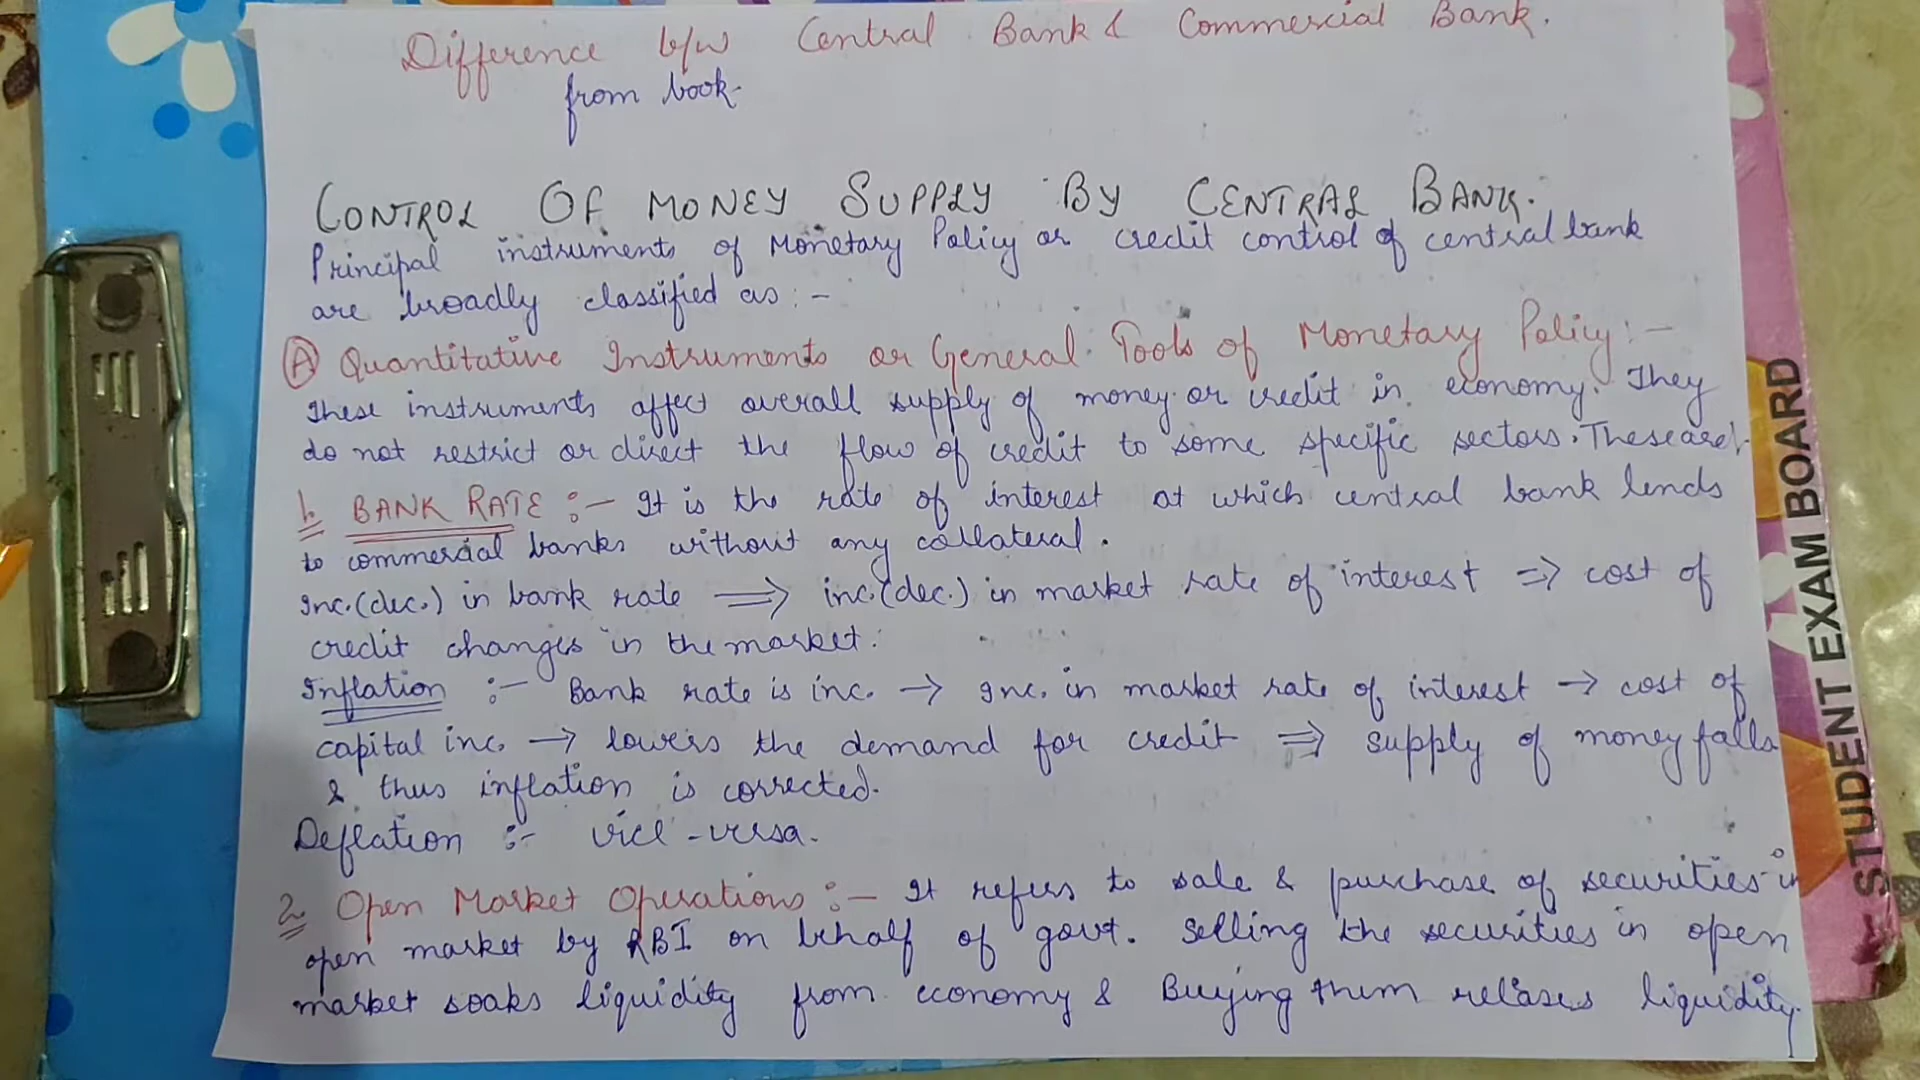 Difference b/w Central Bank & Commercial Bank.
from book-
CONTROL OF MONEY SUPPLY BY CENTRAL BANK.
Principal instruments of Monetary Policy or credit control of central bank
are broadly classified as :-
(A) Quantitative Instruments or General Tools of Monetary Policy :-
These instruments affect overall supply of money or credit in economy. They
do not restrict or direct the flow of credit to some specific sectors. These are:-
1. BANK RATE :- It is the rate of interest at which central bank lends
to commercial banks without any collateral.
Inc.(dec.) in bank rate ⟹ inc.(dec.) in market rate of interest ⟹ cost of
credit changes in the market.
Inflation :- Bank rate is inc. → Inc. in market rate of interest → cost of
capital inc. → lowers the demand for credit ⟹ supply of money falls
& thus inflation is corrected.
Deflation :- vice-versa.
2. Open Market Operations :- It refers to sale & purchase of securities in
open market by RBI on behalf of govt. Selling the securities in open
market soaks liquidity from economy & Buying them relases liquidity.
STUDENT EXAM BOARD